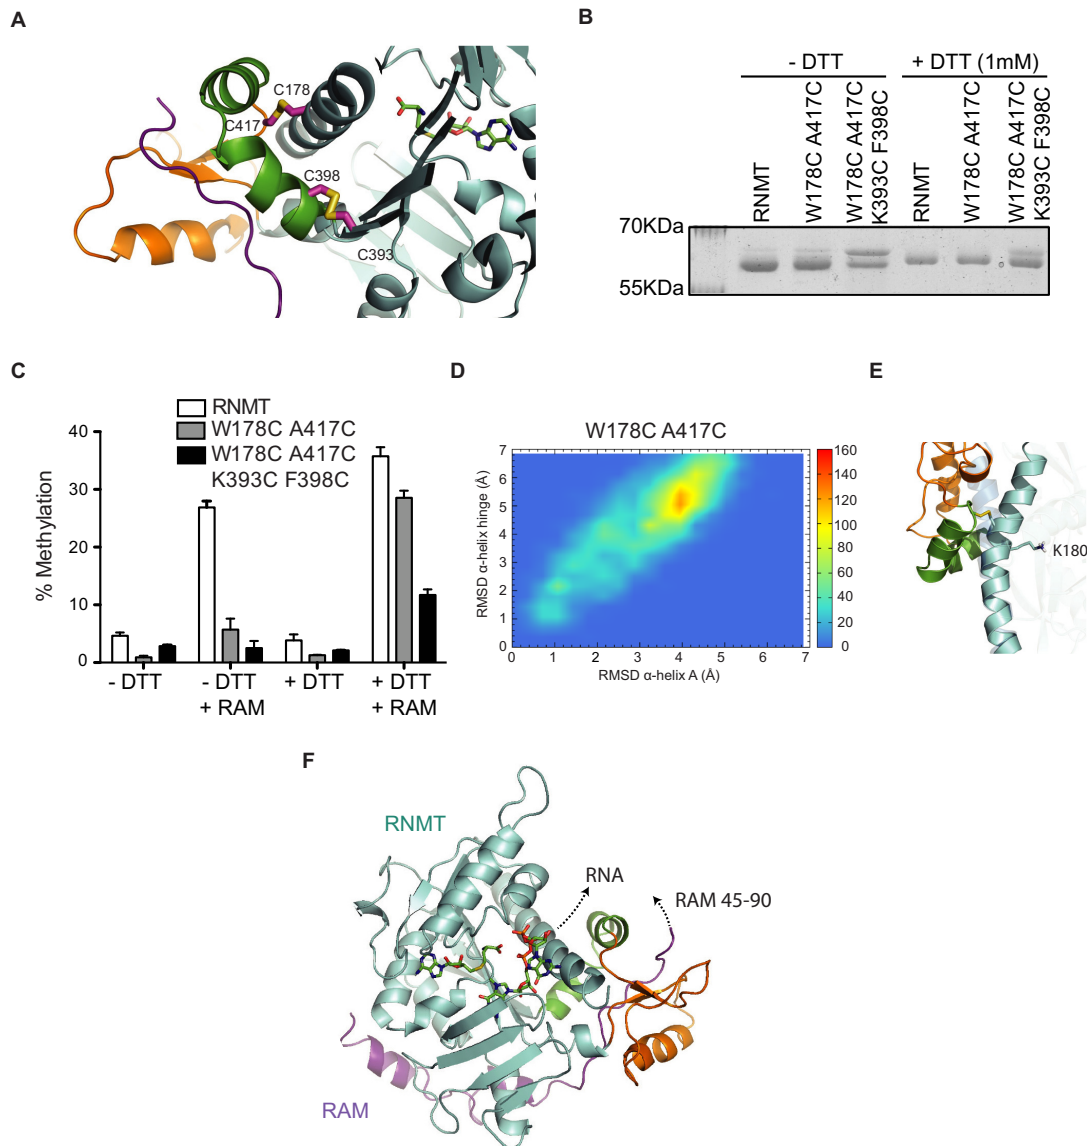 A
C178
C417
C398
C393
B
- DTT
+ DTT (1mM)
RNMT
W178C A417C
W178C A417C
K393C F398C
RNMT
W178C A417C
W178C A417C
K393C F398C
70KDa
55KDa
C
RNMT
W178C A417C
W178C A417C
K393C F398C
% Methylation
40
30
20
10
0
- DTT
- DTT
+ RAM
+ DTT
+ DTT
+ RAM
D
W178C A417C
RMSD α-helix hinge (Å)
7
6
5
4
3
2
1
0
0 1 2 3 4 5 6 7
RMSD α-helix A (Å)
160
140
120
100
80
60
40
20
0
E
K180
F
RNMT
RNA
RAM 45-90
RAM